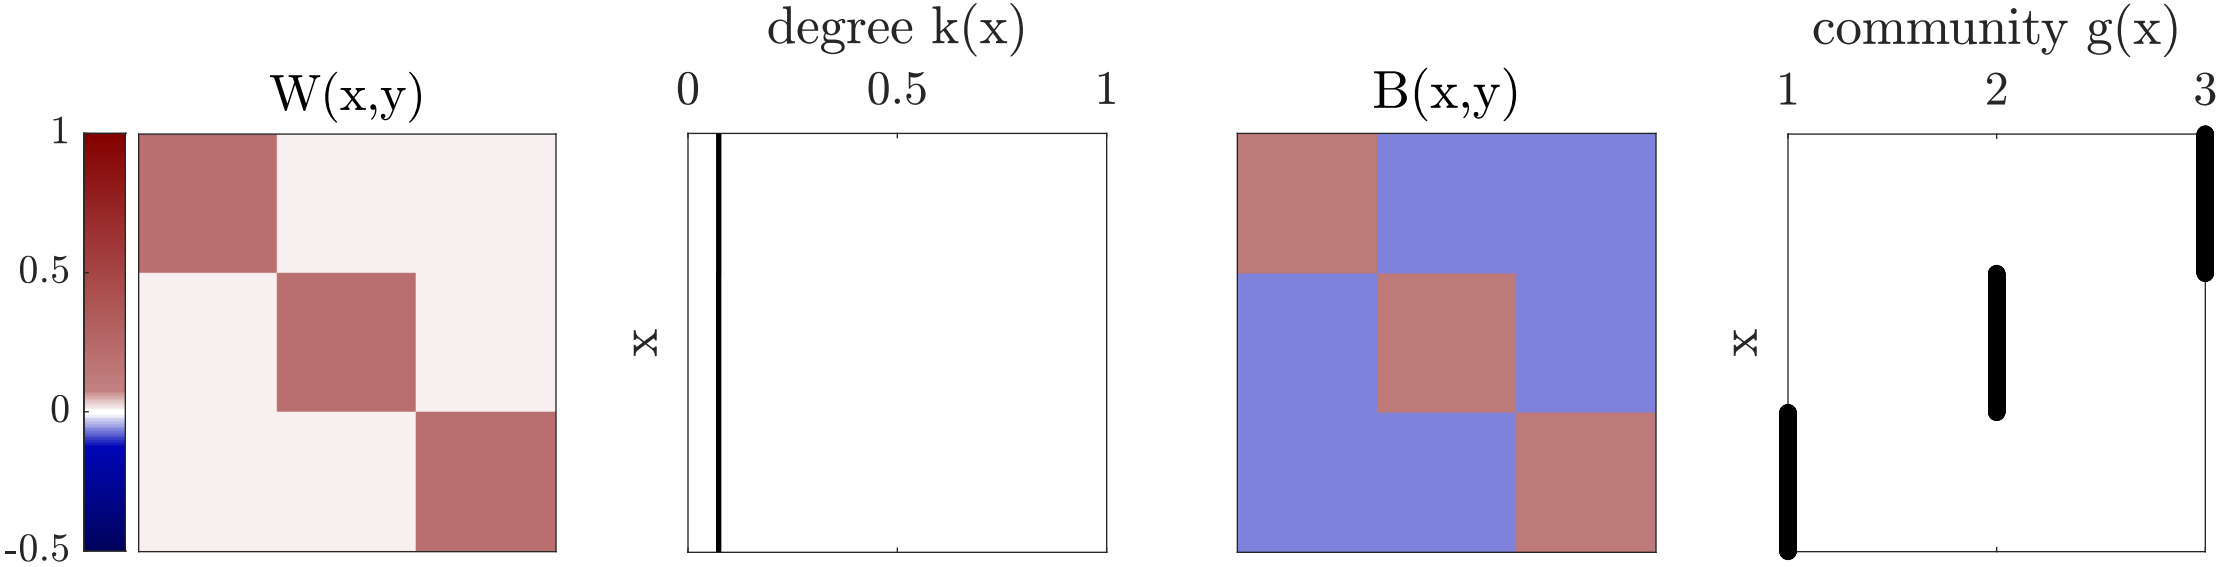 W(x,y)
1
0.5
0
-0.5
degree k(x)
0 0.5 1
x
B(x,y)
community g(x)
1 2 3
x